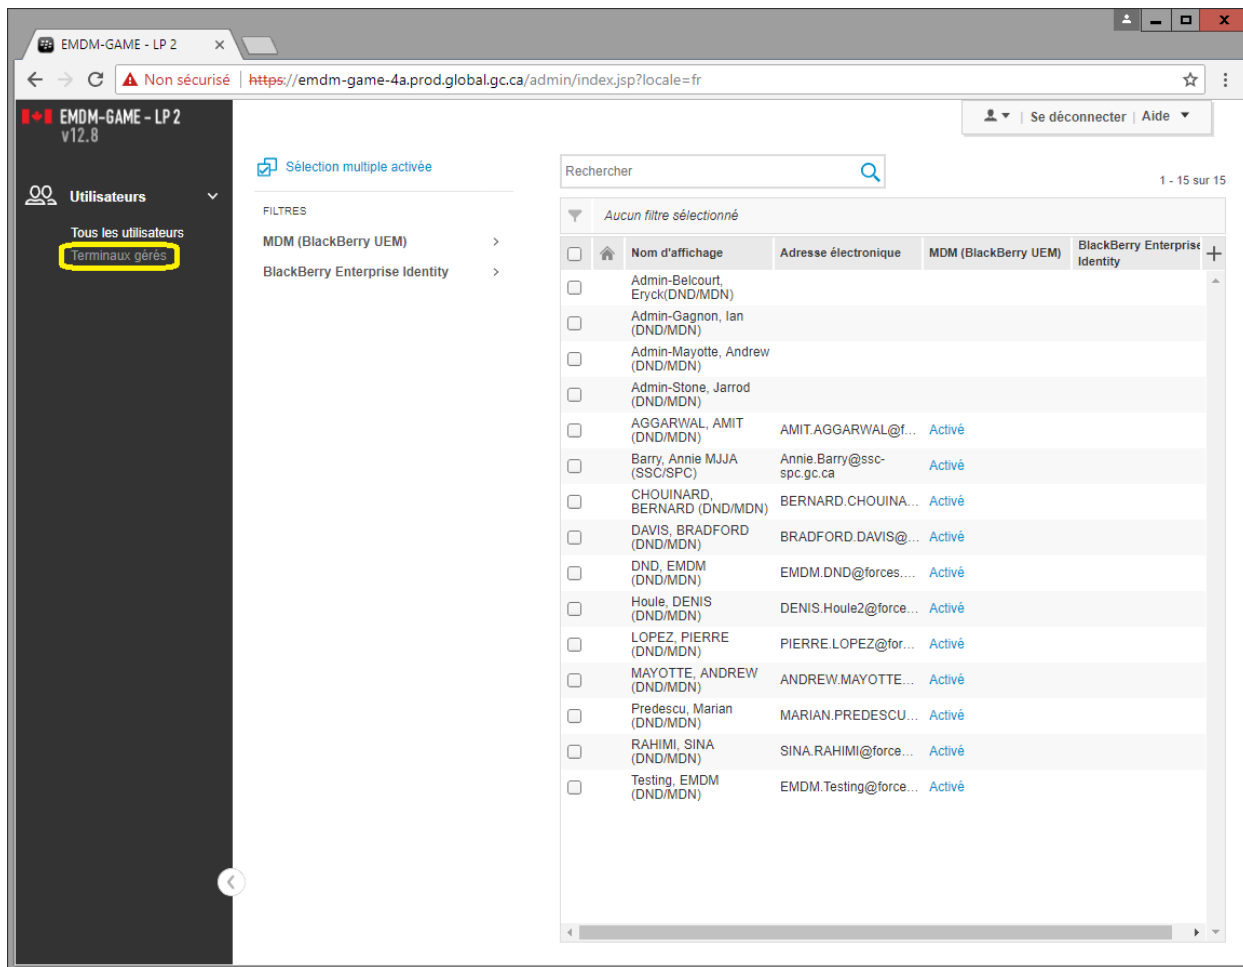 EMDM-GAME - LP 2
Non sécurisé | https://emdm-game-4a.prod.global.gc.ca/admin/index.jsp?locale=fr
EMDM-GAME - LP 2
v12.8
Se déconnecter | Aide
Utilisateurs
Tous les utilisateurs
Terminaux gérés
Sélection multiple activée
FILTRES
MDM (BlackBerry UEM)
BlackBerry Enterprise Identity
Rechercher
1 - 15 sur 15
Aucun filtre sélectionné
Nom d'affichage Adresse électronique MDM (BlackBerry UEM) BlackBerry Enterprise
Identity
Admin-Belcourt,
Eryck(DND/MDN)
Admin-Gagnon, Ian
(DND/MDN)
Admin-Mayotte, Andrew
(DND/MDN)
Admin-Stone, Jarrod
(DND/MDN)
AGGARWAL, AMIT
(DND/MDN) AMIT.AGGARWAL@f... Activé
Barry, Annie MJJA
(SSC/SPC) Annie.Barry@ssc-
spc.gc.ca Activé
CHOUINARD,
BERNARD (DND/MDN) BERNARD.CHOUINA... Activé
DAVIS, BRADFORD
(DND/MDN) BRADFORD.DAVIS@... Activé
DND, EMDM
(DND/MDN) EMDM.DND@forces.... Activé
Houle, DENIS
(DND/MDN) DENIS.Houle2@force... Activé
LOPEZ, PIERRE
(DND/MDN) PIERRE.LOPEZ@for... Activé
MAYOTTE, ANDREW
(DND/MDN) ANDREW.MAYOTTE... Activé
Predescu, Marian
(DND/MDN) MARIAN.PREDESCU... Activé
RAHIMI, SINA
(DND/MDN) SINA.RAHIMI@force... Activé
Testing, EMDM
(DND/MDN) EMDM.Testing@force... Activé